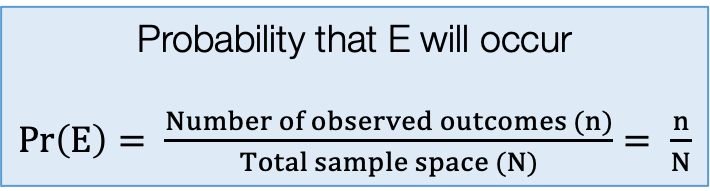 Probability that E will occur
Pr(E) = Number of observed outcomes (n) / Total sample space (N) = n / N